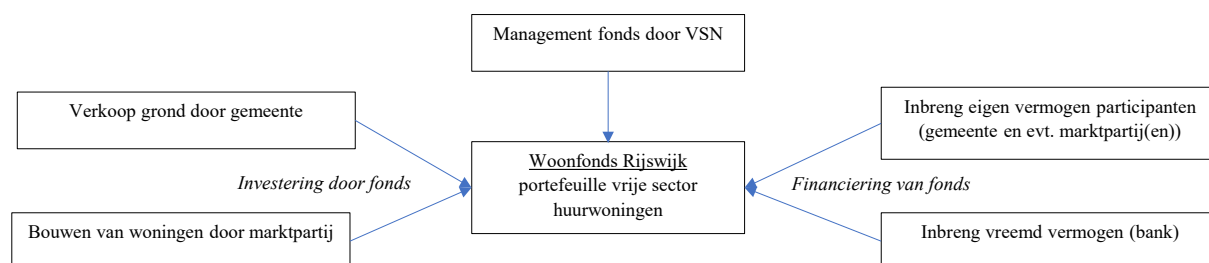 Management fonds door VSN
Verkoop grond door gemeente
Inbreng eigen vermogen participanten
(gemeente en evt. marktpartij(en))
Woonfonds Rijswijk
portefeuille vrije sector
huurwoningen
Investering door fonds
Financiering van fonds
Bouwen van woningen door marktpartij
Inbreng vreemd vermogen (bank)